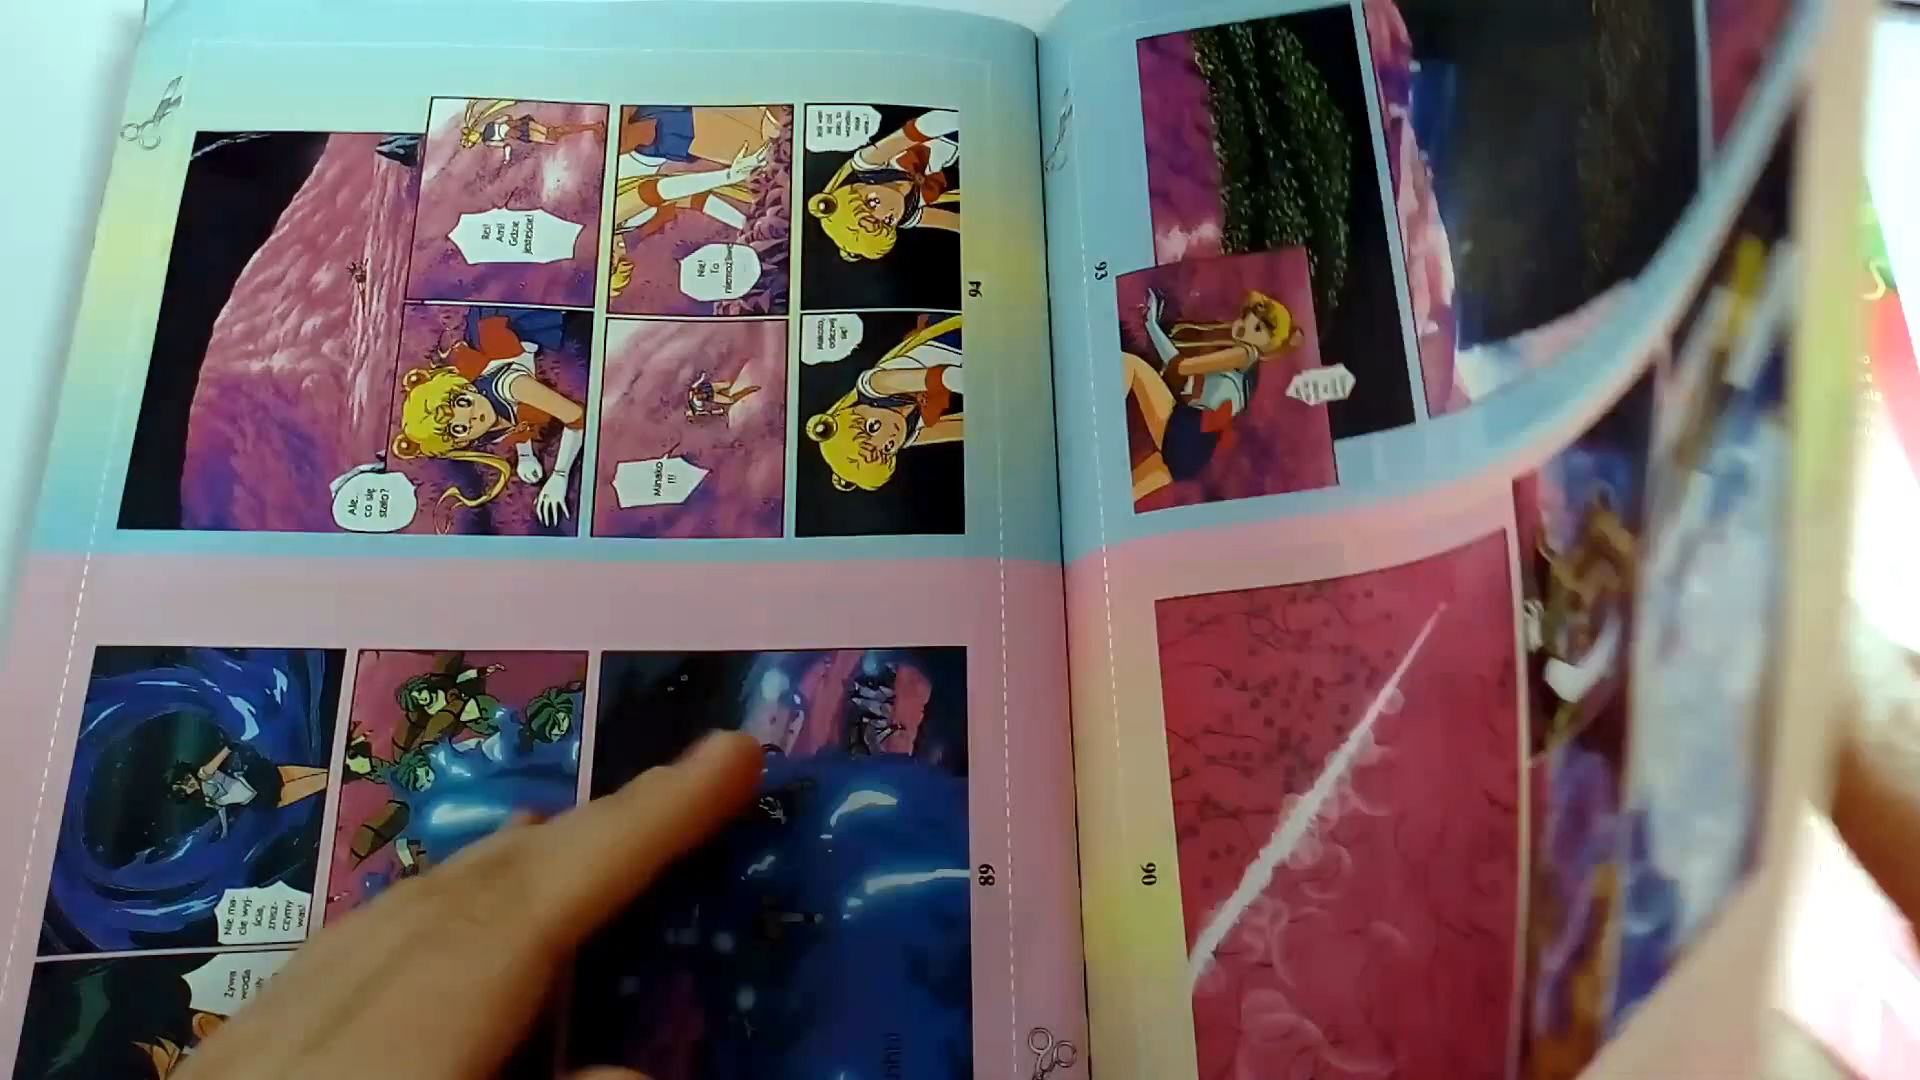 Ale...
co się
stało?
Rei!
Ami!
Gdzie
jesteście!
Minako
!!!
Nie!
To
niemożliwe
...
Makoto,
odezwij
się!
94
93
Nie ma-
cie wyj-
ścia,
znisz-
czymy
was!
Żywa
woda
89
90